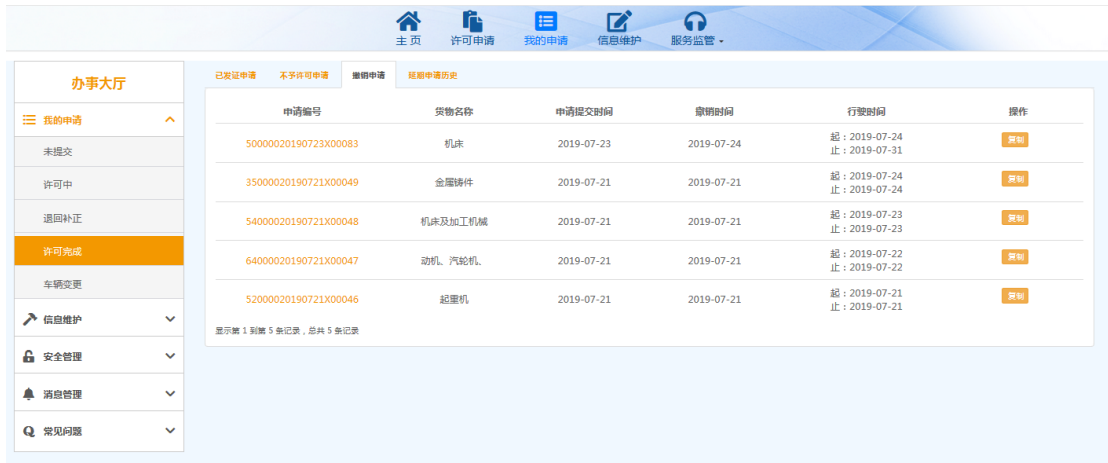 主 页
许可申请
我的申请
信息维护
服务监管
办事大厅
我的申请
未提交
许可中
退回补正
许可完成
车辆变更
信息维护
安全管理
消息管理
常见问题
已发证申请 不予许可申请 撤销申请 延期申请历史
申请编号 货物名称 申请提交时间 撤销时间 行驶时间 操作
50000020190723X00083 机床 2019-07-23 2019-07-24 起：2019-07-24 复制
止：2019-07-31
35000020190721X00049 金属铸件 2019-07-21 2019-07-21 起：2019-07-24 复制
止：2019-07-24
54000020190721X00048 机床及加工机械 2019-07-21 2019-07-21 起：2019-07-23 复制
止：2019-07-23
64000020190721X00047 动机、汽轮机、 2019-07-21 2019-07-21 起：2019-07-22 复制
止：2019-07-22
52000020190721X00046 起重机 2019-07-21 2019-07-21 起：2019-07-21 复制
止：2019-07-21
显示第 1 到第 5 条记录，总共 5 条记录